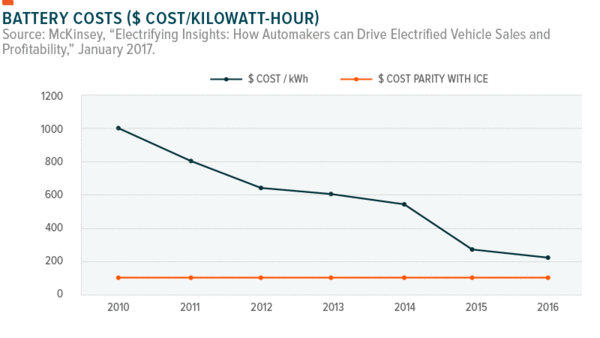 BATTERY COSTS ($ COST/KILOWATT-HOUR)
Source: McKinsey, “Electrifying Insights: How Automakers can Drive Electrified Vehicle Sales and
Profitability,” January 2017.
$ COST / kWh $ COST PARITY WITH ICE
1200
1000
800
600
400
200
0
2010 2011 2012 2013 2014 2015 2016